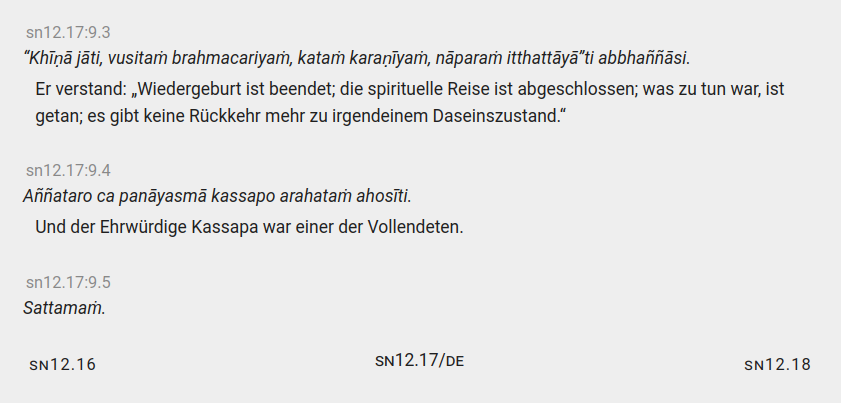 sn12.17:9.3
“Khīṇā jāti, vusitaṁ brahmacariyaṁ, kataṁ karaṇīyaṁ, nāparaṁ itthattāyā”ti abbhaññāsi.
Er verstand: „Wiedergeburt ist beendet; die spirituelle Reise ist abgeschlossen; was zu tun war, ist
getan; es gibt keine Rückkehr mehr zu irgendeinem Daseinszustand.“
sn12.17:9.4
Aññataro ca panāyasmā kassapo arahataṁ ahosīti.
Und der Ehrwürdige Kassapa war einer der Vollendeten.
sn12.17:9.5
Sattamaṁ.
SN12.16 SN12.17/DE SN12.18